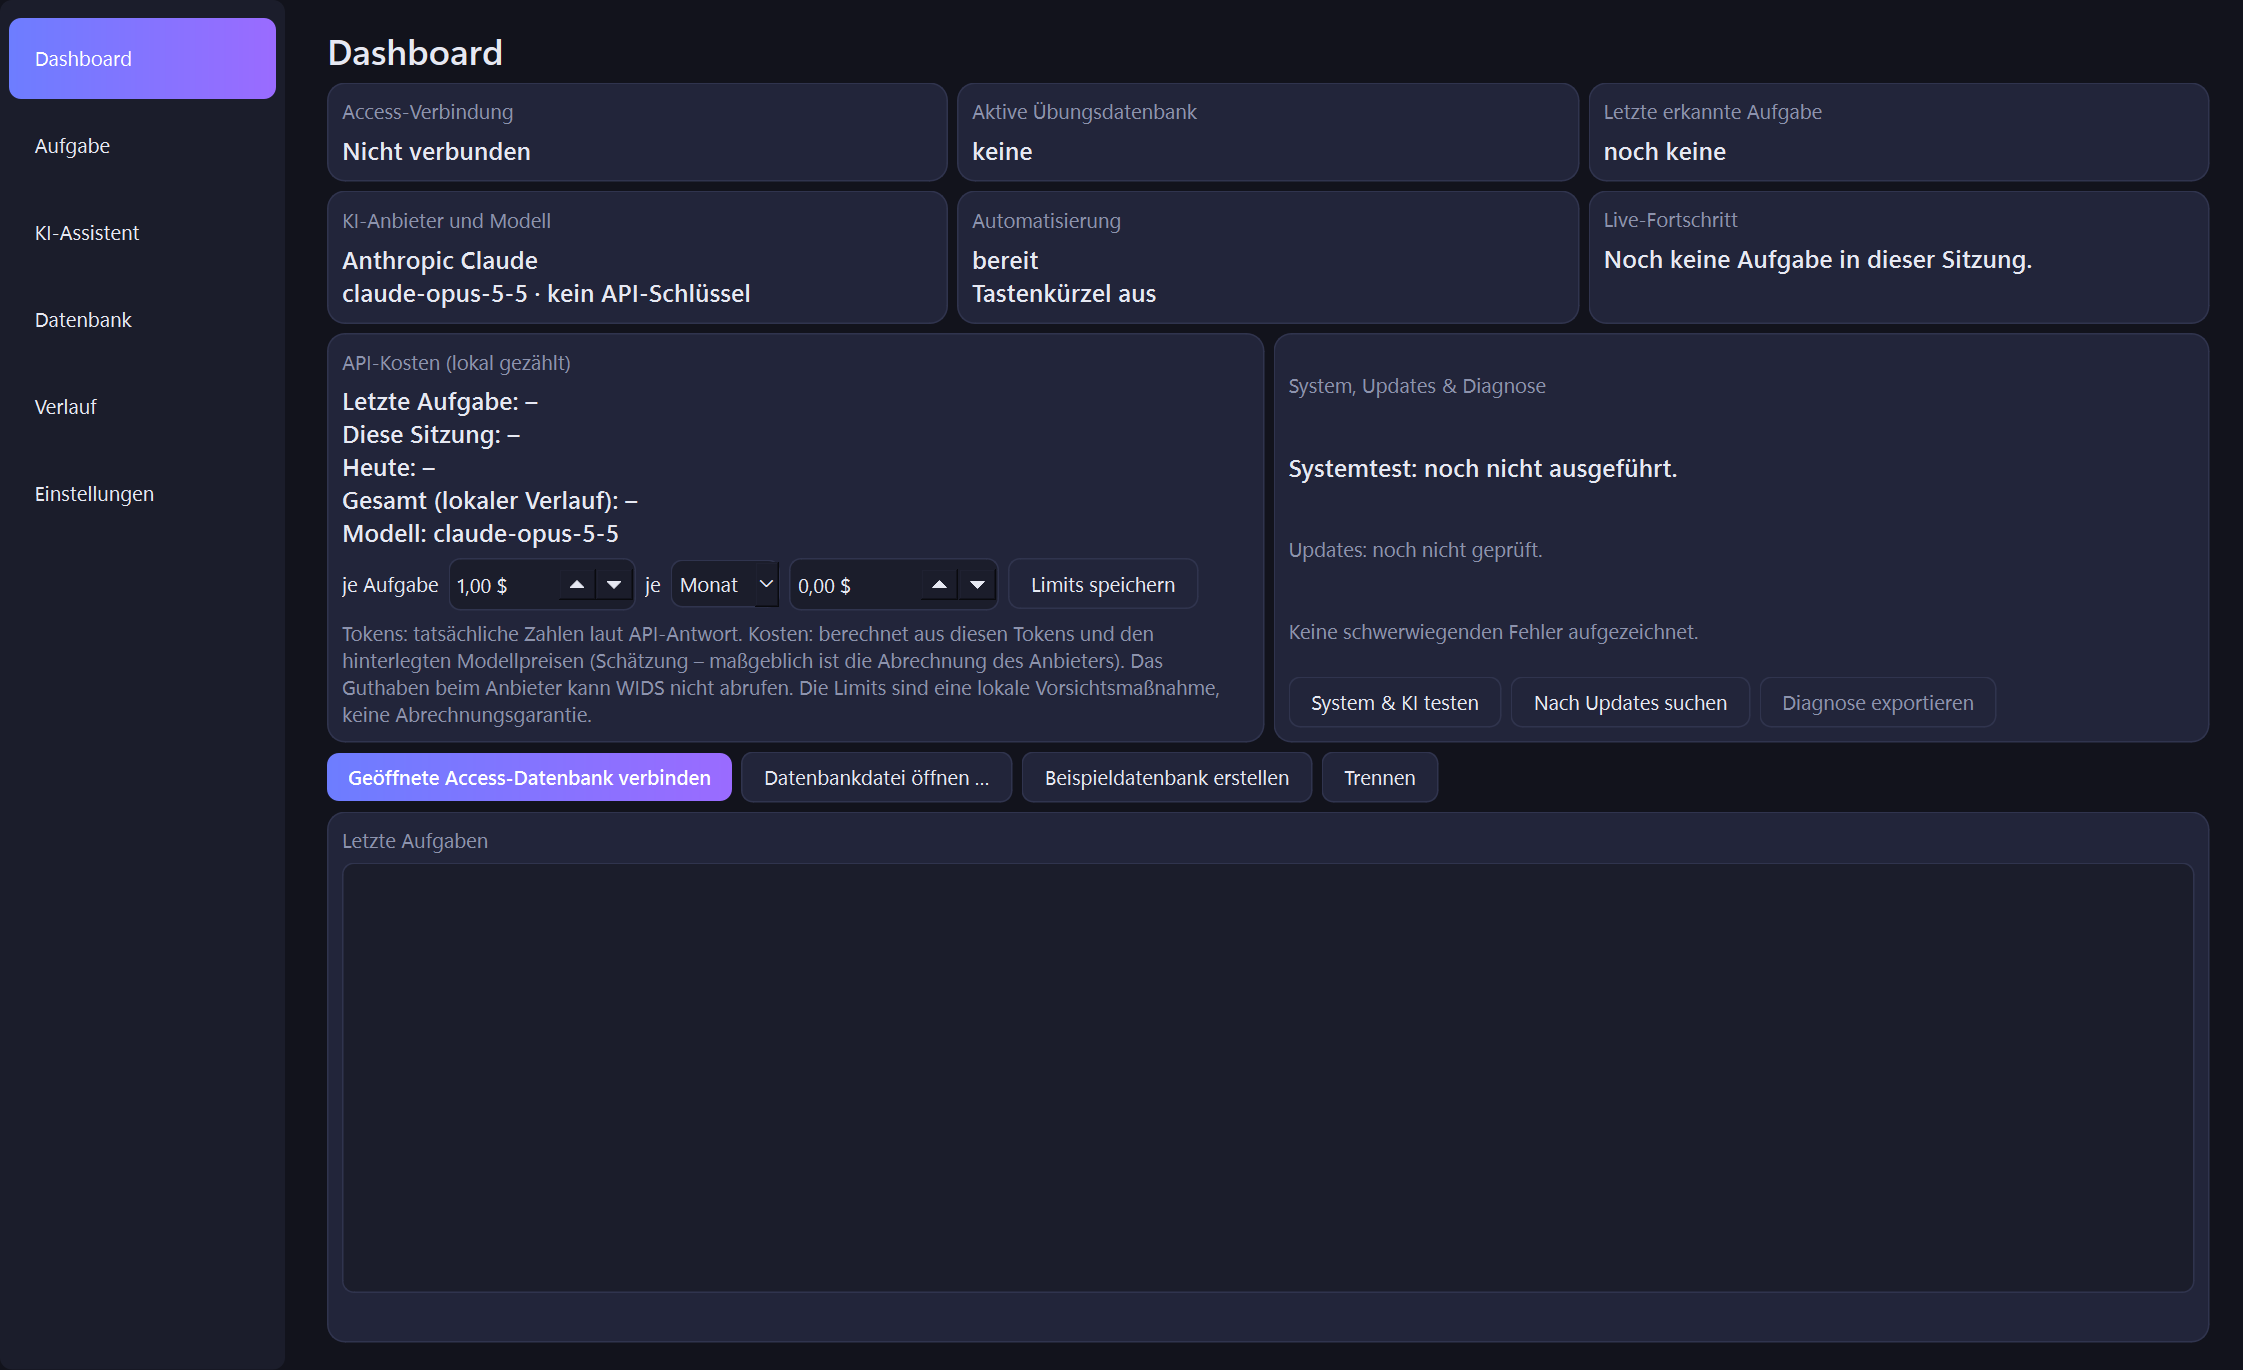 Dashboard
Aufgabe
KI-Assistent
Datenbank
Verlauf
Einstellungen
Dashboard
Access-Verbindung
Nicht verbunden
Aktive Übungsdatenbank
keine
Letzte erkannte Aufgabe
noch keine
KI-Anbieter und Modell
Anthropic Claude
claude-opus-5-5 · kein API-Schlüssel
Automatisierung
bereit
Tastenkürzel aus
Live-Fortschritt
Noch keine Aufgabe in dieser Sitzung.
API-Kosten (lokal gezählt)
Letzte Aufgabe: –
Diese Sitzung: –
Heute: –
Gesamt (lokaler Verlauf): –
Modell: claude-opus-5-5
je Aufgabe 1,00 $ je Monat 0,00 $ Limits speichern
Tokens: tatsächliche Zahlen laut API-Antwort. Kosten: berechnet aus diesen Tokens und den
hinterlegten Modellpreisen (Schätzung – maßgeblich ist die Abrechnung des Anbieters). Das
Guthaben beim Anbieter kann WIDS nicht abrufen. Die Limits sind eine lokale Vorsichtsmaßnahme,
keine Abrechnungsgarantie.
System, Updates & Diagnose
Systemtest: noch nicht ausgeführt.
Updates: noch nicht geprüft.
Keine schwerwiegenden Fehler aufgezeichnet.
System & KI testen Nach Updates suchen Diagnose exportieren
Geöffnete Access-Datenbank verbinden Datenbankdatei öffnen ... Beispieldatenbank erstellen Trennen
Letzte Aufgaben